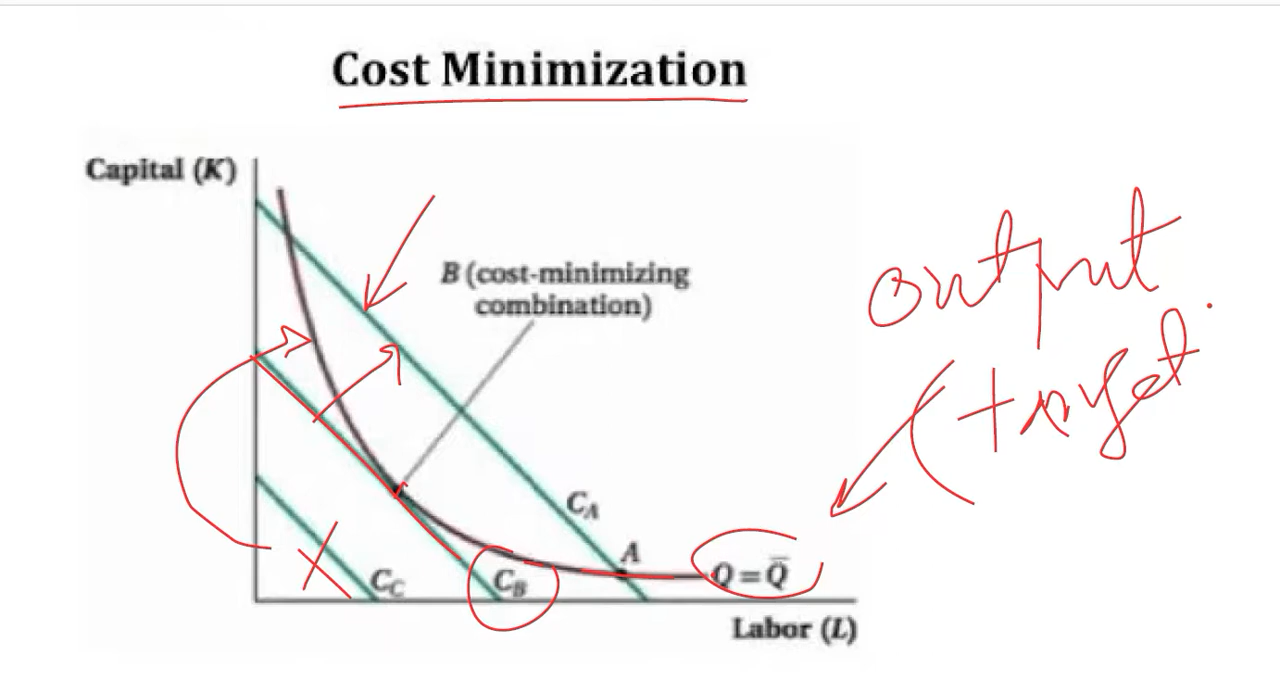 Cost Minimization
Capital (K)
B (cost-minimizing
combination)
output
(target
C_A
A
Q = Q̅
C_C
C_B
Labor (L)